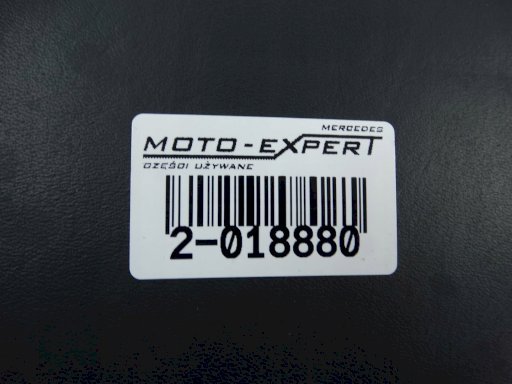 MERCEDES
MOTO-EXPERT
CZĘŚCI UŻYWANE
2-018880